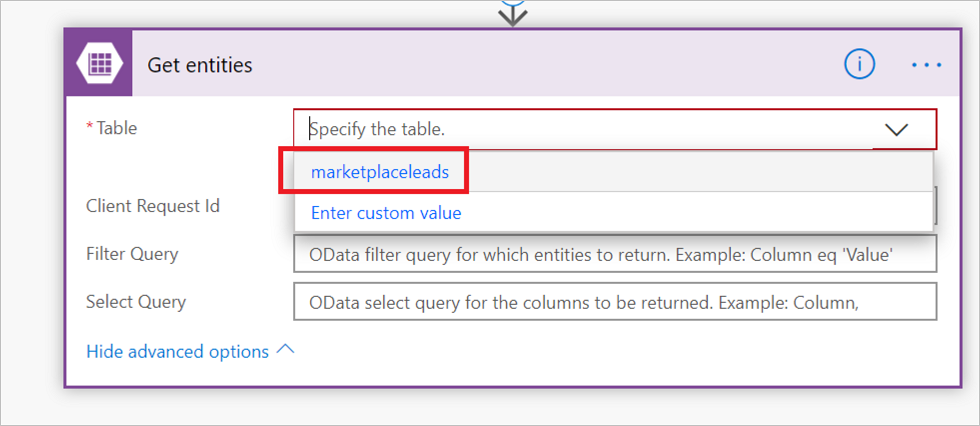 Get entities
* Table
Specify the table.
marketplaceleads
Client Request Id
Enter custom value
Filter Query
OData filter query for which entities to return. Example: Column eq 'Value'
Select Query
OData select query for the columns to be returned. Example: Column,
Hide advanced options